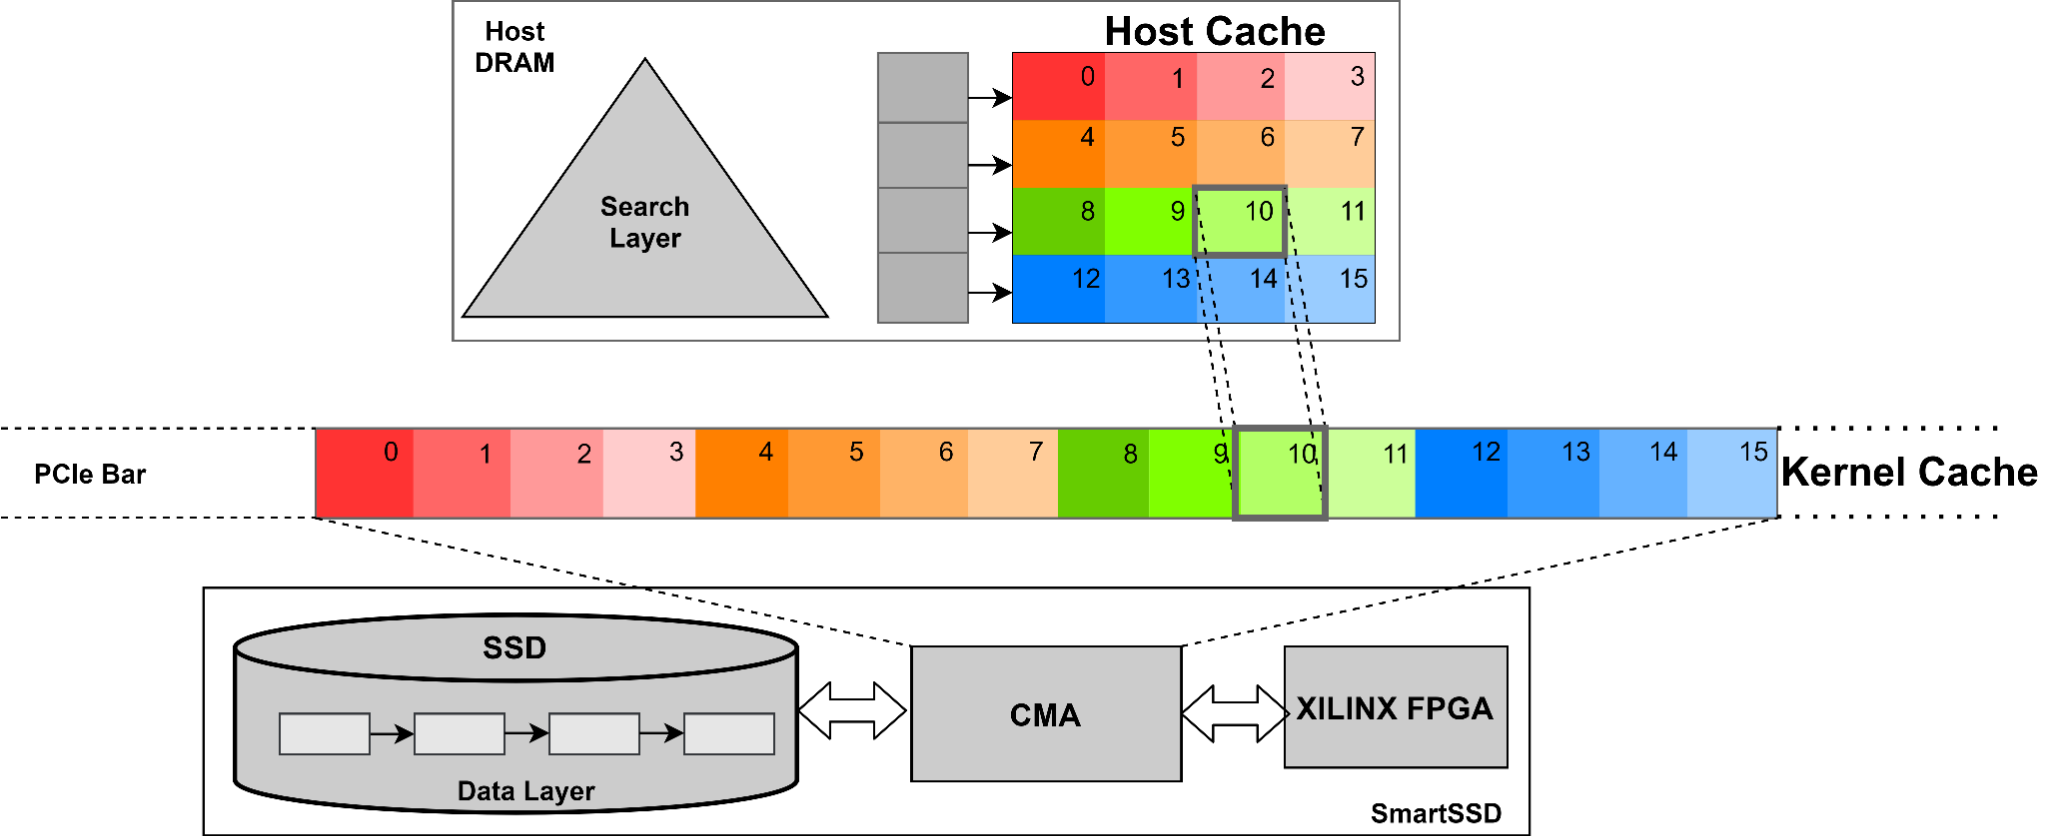 Host
DRAM
Host Cache
Search
Layer
0 1 2 3
4 5 6 7
8 9 10 11
12 13 14 15
PCIe Bar
0 1 2 3 4 5 6 7 8 9 10 11 12 13 14 15
Kernel Cache
SSD
Data Layer
CMA
XILINX FPGA
SmartSSD